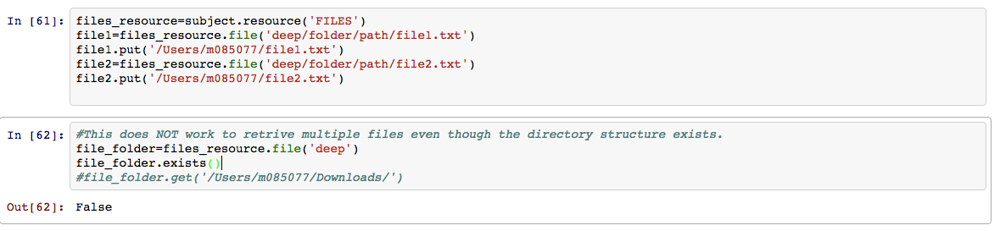 In [61]: files_resource=subject.resource('FILES')
file1=files_resource.file('deep/folder/path/file1.txt')
file1.put('/Users/m085077/file1.txt')
file2=files_resource.file('deep/folder/path/file2.txt')
file2.put('/Users/m085077/file2.txt')
In [62]: #This does NOT work to retrive multiple files even though the directory structure exists.
file_folder=files_resource.file('deep')
file_folder.exists()
#file_folder.get('/Users/m085077/Downloads/')
Out[62]: False